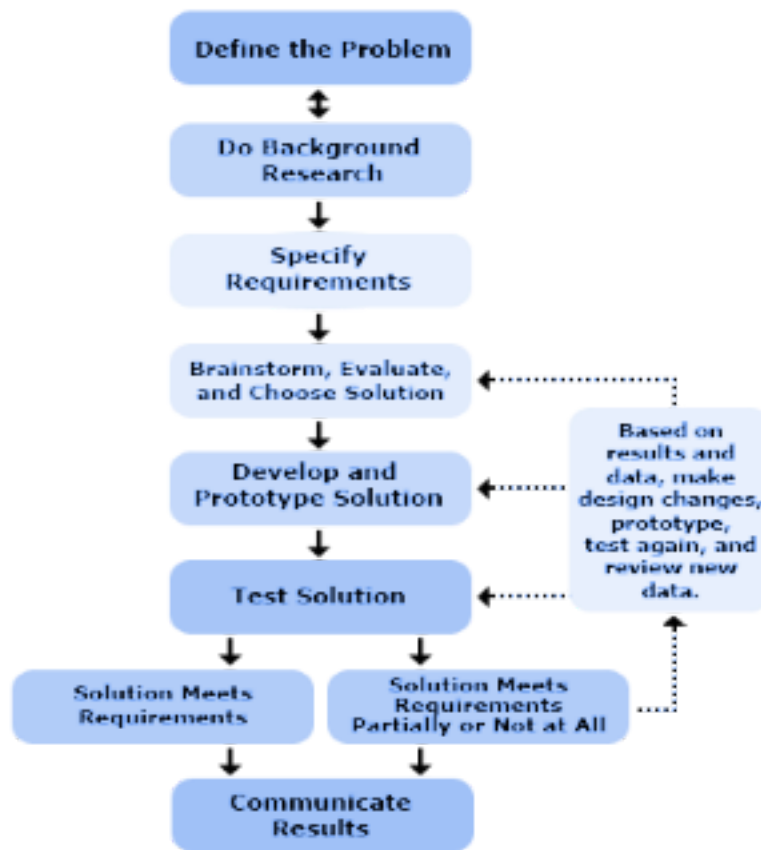 Define the Problem
Do Background
Research
Specify
Requirements
Brainstorm, Evaluate,
and Choose Solution
Based on
results and
data, make
design changes,
prototype,
test again, and
review new
data.
Develop and
Prototype Solution
Test Solution
Solution Meets
Requirements
Solution Meets
Requirements
Partially or Not at All
Communicate
Results